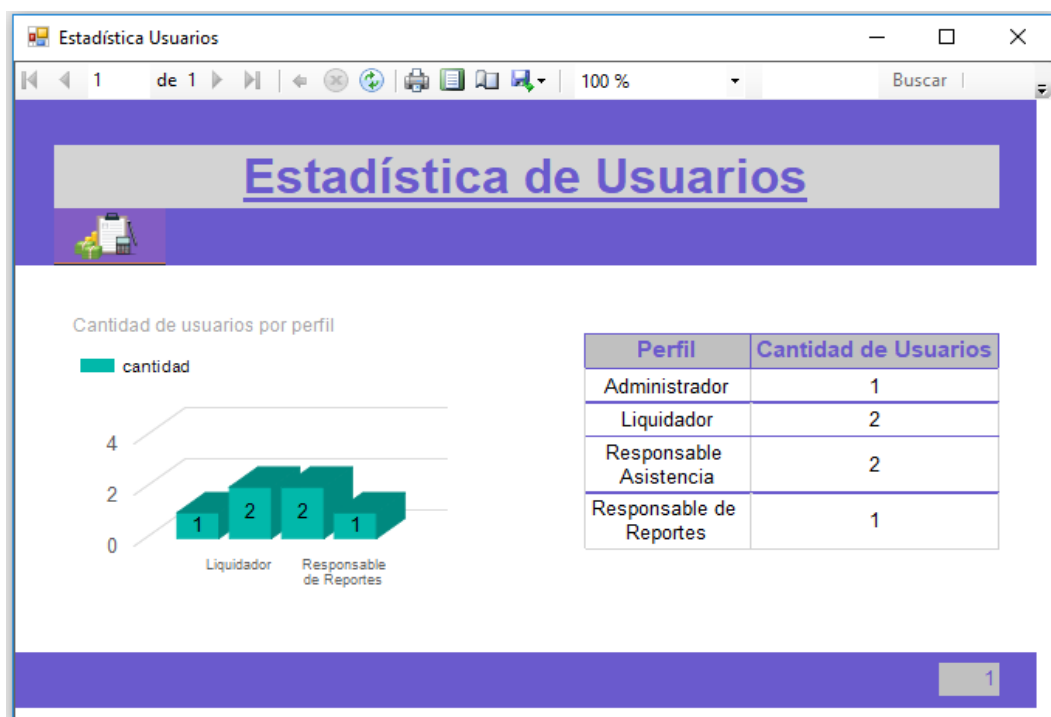 Estadística Usuarios
1 de 1 100 % Buscar
Estadística de Usuarios
Cantidad de usuarios por perfil
cantidad
4
2
0
1 2 2 1
Liquidador Responsable
de Reportes
Perfil Cantidad de Usuarios
Administrador 1
Liquidador 2
Responsable
Asistencia 2
Responsable de
Reportes 1
1